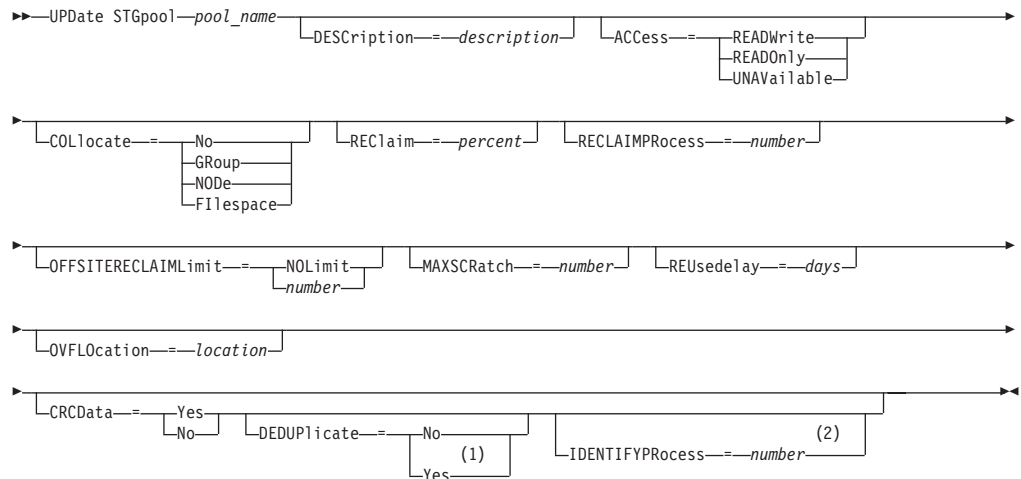 UPDate STGpool pool_name
DESCription = description
ACCess = READWrite
READOnly
UNAVailable
COLlocate = No
GRoup
NODe
FIlespace
REClaim = percent
RECLAIMPRocess = number
OFFSITERECLAIMLimit = NOLimit
number
MAXSCRatch = number
REUsedelay = days
OVFLOcation = location
CRCData = Yes
No
DEDUPlicate = No
(1)
Yes
(2)
IDENTIFYPRocess = number